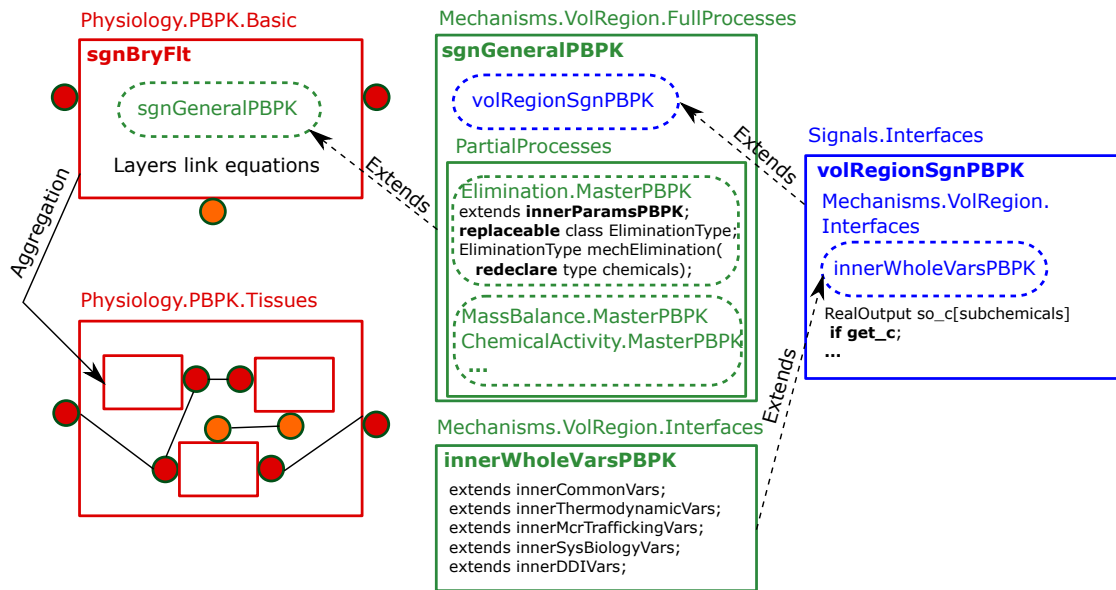 Physiology.PBPK.Basic
sgnBryFlt
sgnGeneralPBPK
Layers link equations
Extends
Aggregation
Physiology.PBPK.Tissues
Mechanisms.VolRegion.FullProcesses
sgnGeneralPBPK
volRegionSgnPBPK
Extends
PartialProcesses
Elimination.MasterPBPK
extends innerParamsPBPK;
replaceable class EliminationType;
EliminationType mechElimination(
redeclare type chemicals);
MassBalance.MasterPBPK
ChemicalActivity.MasterPBPK
...
Mechanisms.VolRegion.Interfaces
innerWholeVarsPBPK
extends innerCommonVars;
extends innerThermodynamicVars;
extends innerMcrTraffickingVars;
extends innerSysBiologyVars;
extends innerDDIVars;
Extends
Signals.Interfaces
volRegionSgnPBPK
Mechanisms.VolRegion.
Interfaces
innerWholeVarsPBPK
RealOutput so_c[subchemicals]
if get_c;
...